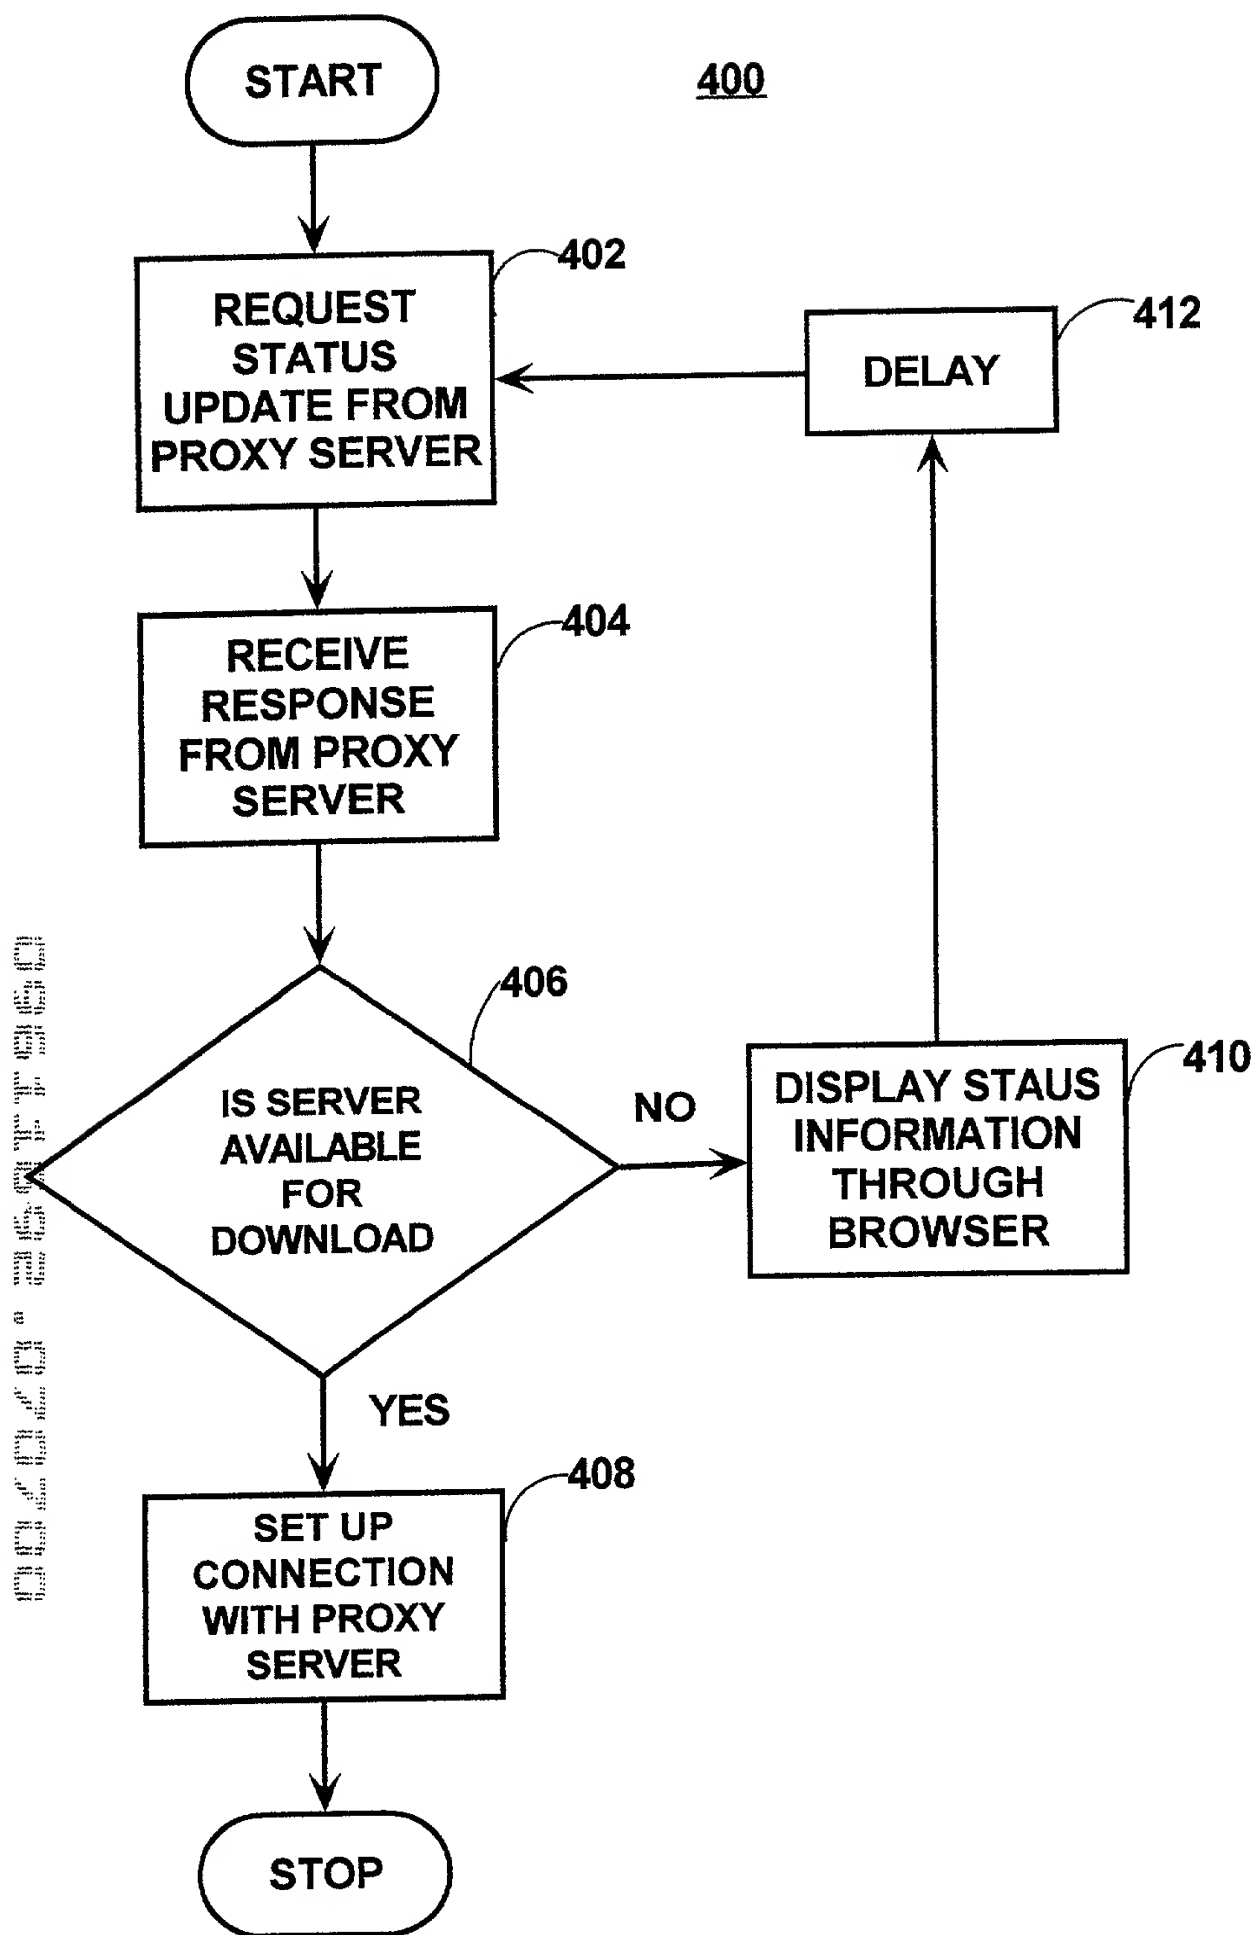 START
400
402
REQUEST
STATUS
UPDATE FROM
PROXY SERVER
412
DELAY
404
RECEIVE
RESPONSE
FROM PROXY
SERVER
406
IS SERVER
AVAILABLE
FOR
DOWNLOAD
NO
410
DISPLAY STAUS
INFORMATION
THROUGH
BROWSER
YES
408
SET UP
CONNECTION
WITH PROXY
SERVER
STOP